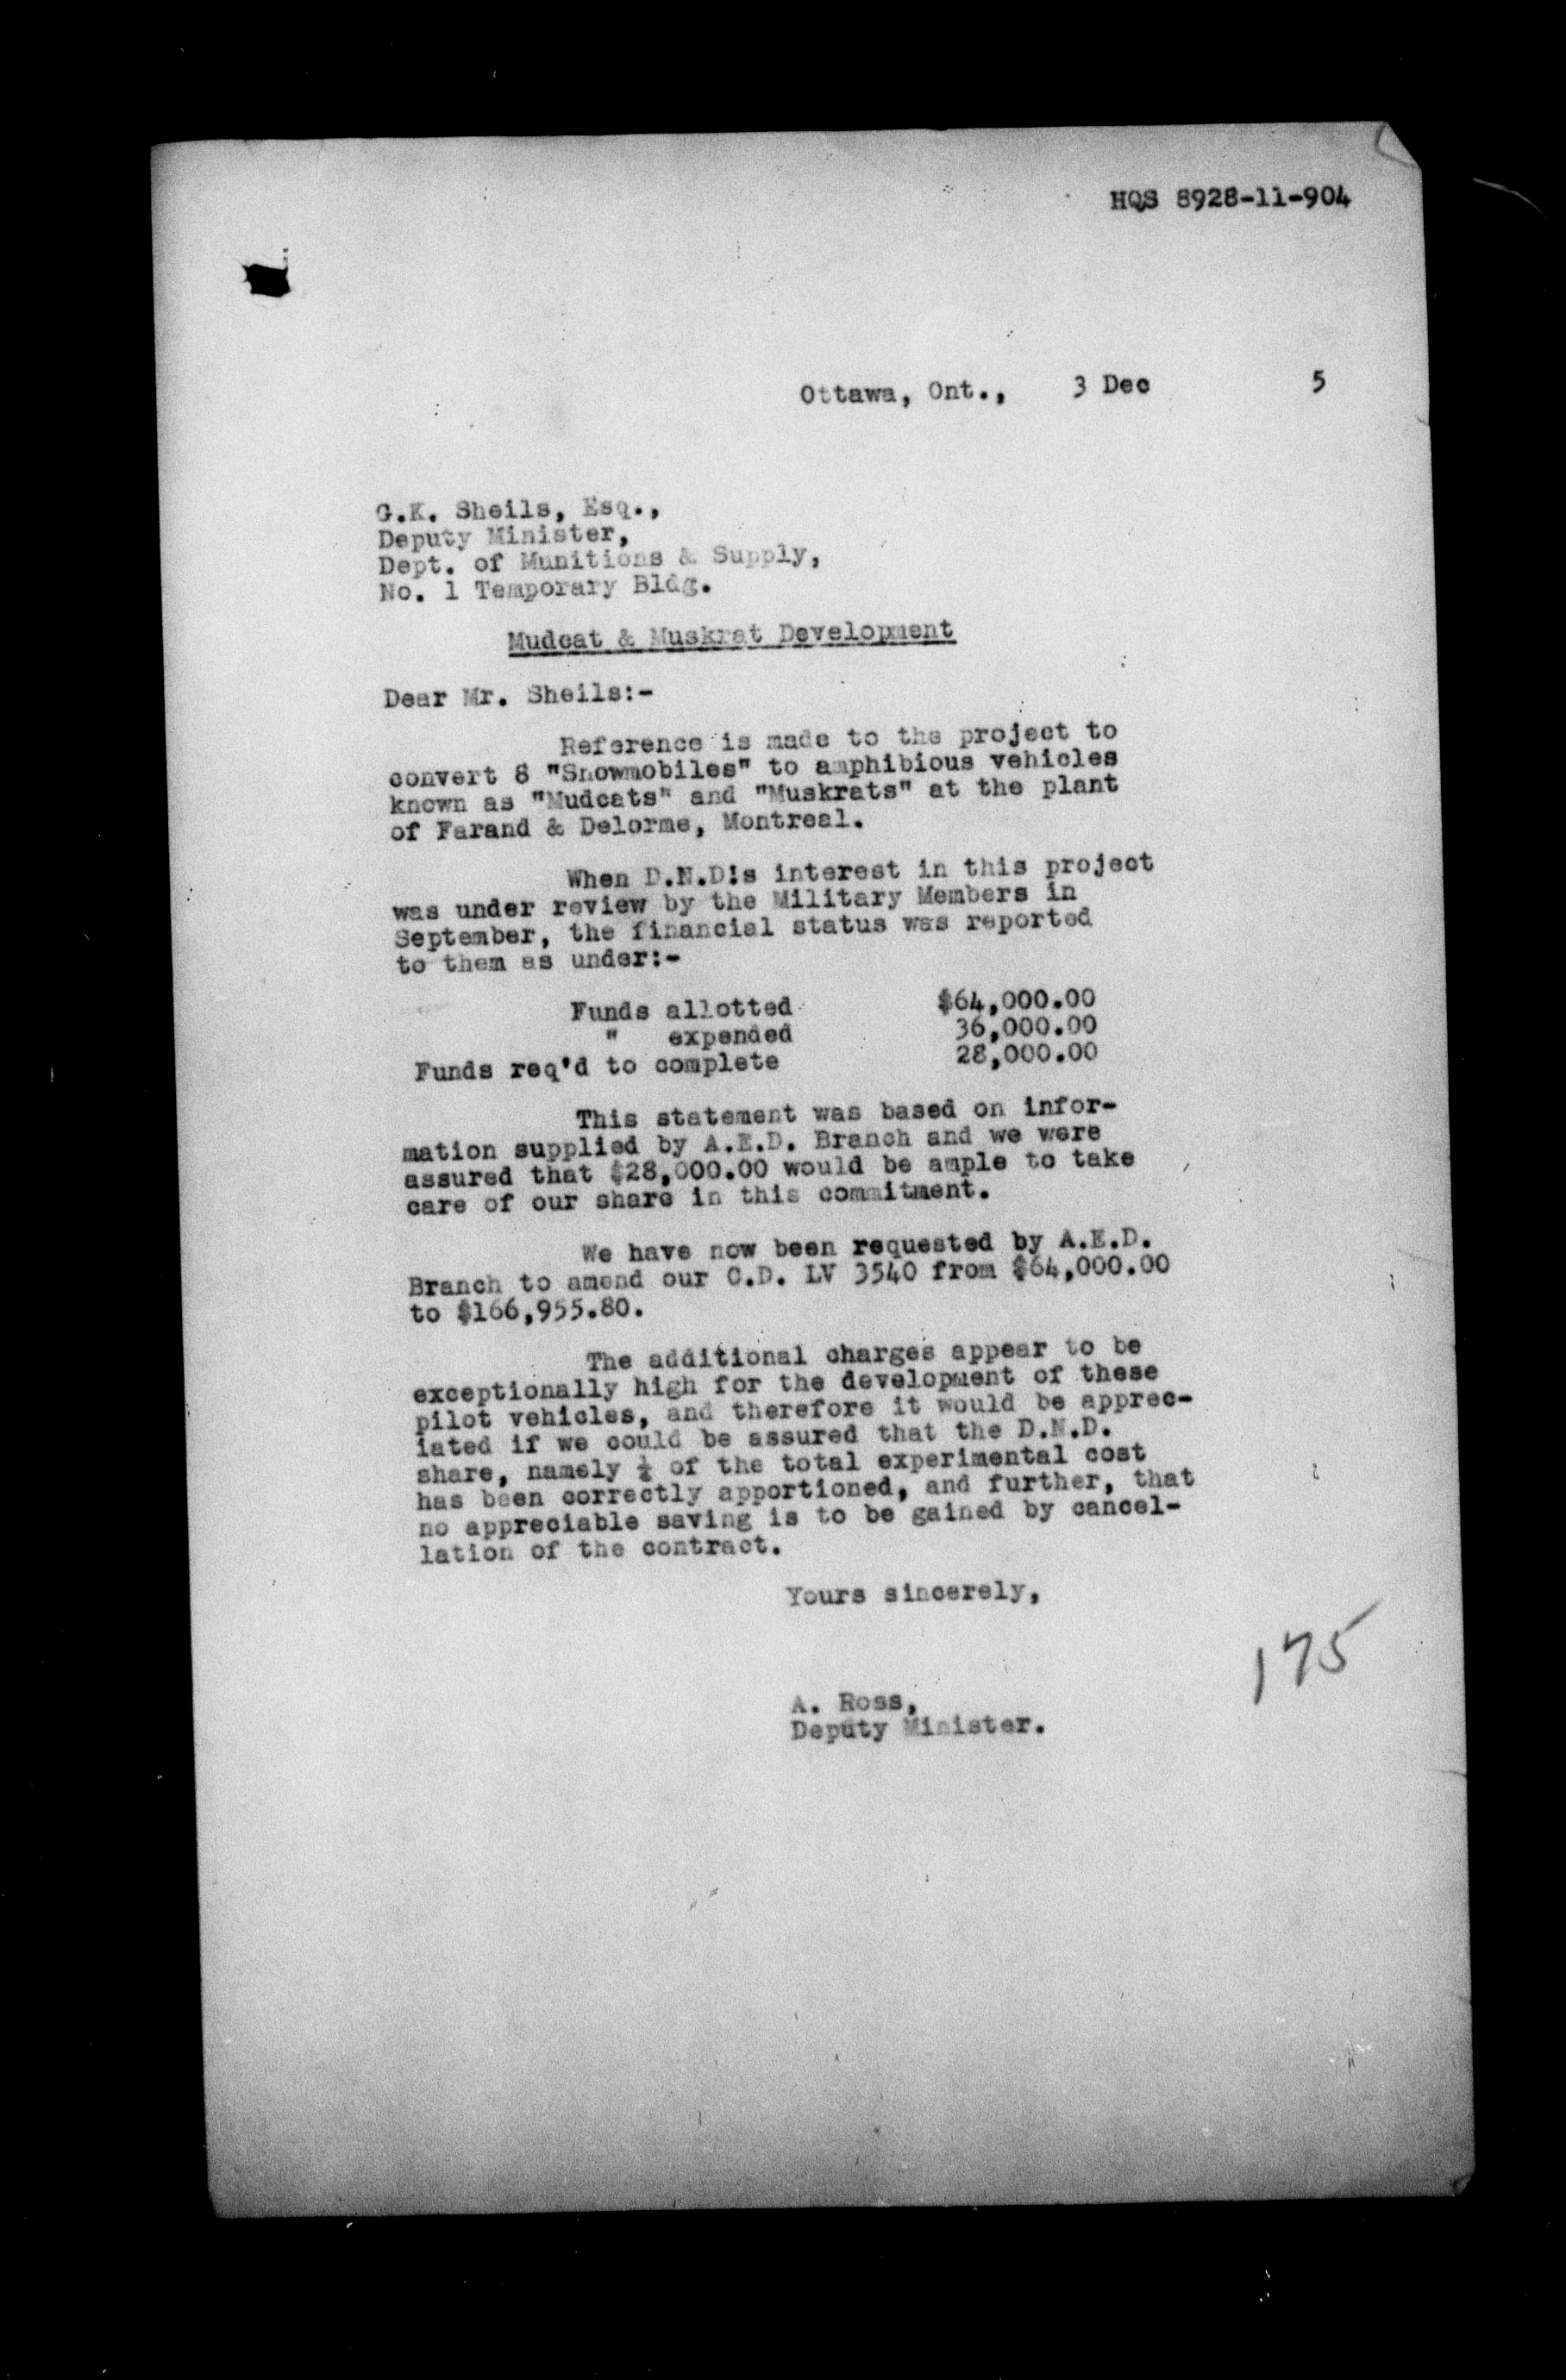 HQS 8928-11-904
Ottawa, Ont., 3 Dec 5
G.K. Sheils, Esq.,
Deputy Minister,
Dept. of Munitions & Supply,
No. 1 Temporary Bldg.
Mudcat & Muskrat Development
Dear Mr. Sheils:-
Reference is made to the project to
convert 8 "Snowmobiles" to amphibious vehicles
known as "Mudcats" and "Muskrats" at the plant
of Farand & Delorme, Montreal.
When D.N.D's interest in this project
was under review by the Military Members in
September, the financial status was reported
to them as under:-
Funds allotted $64,000.00
" expended 36,000.00
Funds req'd to complete 28,000.00
This statement was based on infor-
mation supplied by A.E.D. Branch and we were
assured that $28,000.00 would be ample to take
care of our share in this commitment.
We have now been requested by A.E.D.
Branch to amend our C.D. LV 3540 from $64,000.00
to $166,955.80.
The additional charges appear to be
exceptionally high for the development of these
pilot vehicles, and therefore it would be apprec-
iated if we could be assured that the D.N.D.
share, namely of the total experimental cost
has been correctly apportioned, and further, that
no appreciable saving is to be gained by cancel-
lation of the contract.
Yours sincerely,
175
A. Ross,
Deputy Minister.